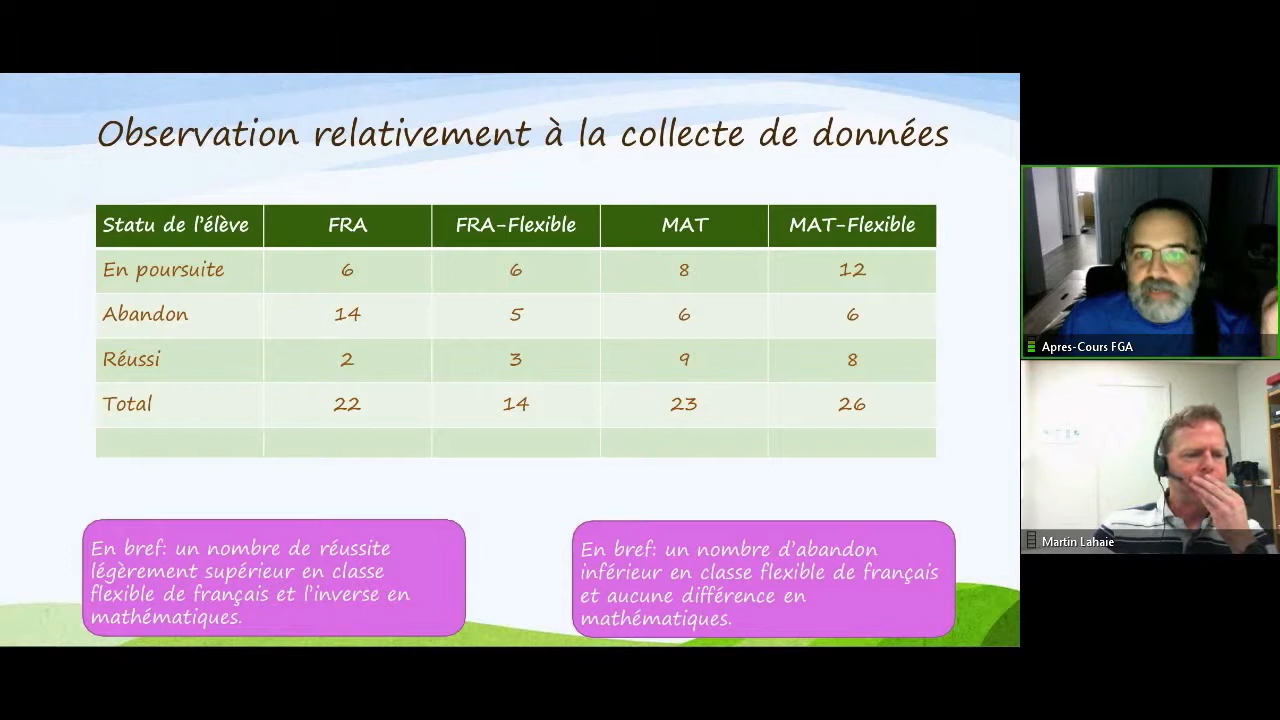 Observation relativement à la collecte de données
Statu de l'élève FRA FRA-Flexible MAT MAT-Flexible
En poursuite 6 6 8 12
Abandon 14 5 6 6
Réussi 2 3 9 8
Total 22 14 23 26
En bref: un nombre de réussite
légèrement supérieur en classe
flexible de français et l'inverse en
mathématiques.
En bref: un nombre d'abandon
inférieur en classe flexible de français
et aucune différence en
mathématiques.
Apres-Cours FGA
Martin Lahaie